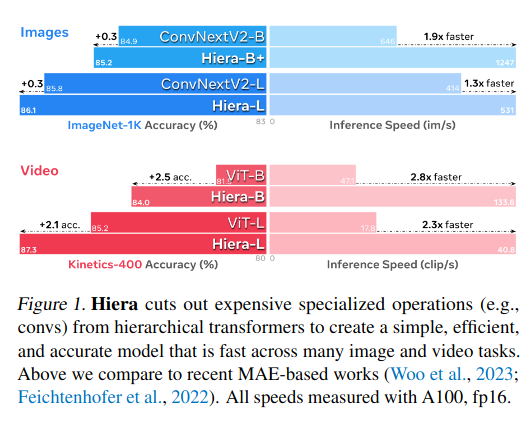 Images
+0.3 84.9 ConvNextV2-B 646 1.9x faster
85.2 Hiera-B+ 1247
+0.3 85.8 ConvNextV2-L 414 1.3x faster
86.1 Hiera-L 531
ImageNet-1K Accuracy (%) 83 0 Inference Speed (im/s)
Video
+2.5 acc. 81.5 ViT-B 47.1 2.8x faster
84.0 Hiera-B 133.6
+2.1 acc. 85.2 ViT-L 17.8 2.3x faster
87.3 Hiera-L 40.8
Kinetics-400 Accuracy (%) 80 0 Inference Speed (clip/s)
Figure 1. Hiera cuts out expensive specialized operations (e.g.,
convs) from hierarchical transformers to create a simple, efficient,
and accurate model that is fast across many image and video tasks.
Above we compare to recent MAE-based works (Woo et al., 2023;
Feichtenhofer et al., 2022). All speeds measured with A100, fp16.